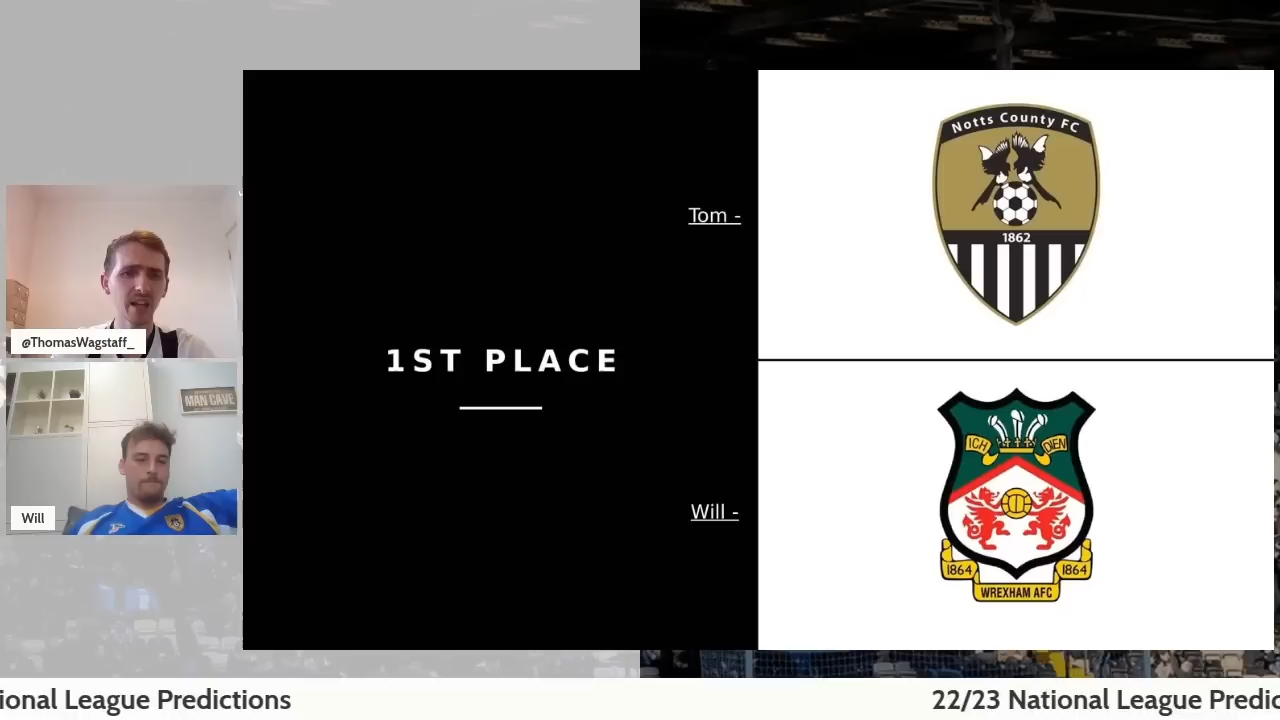 Notts County FC
1862
Tom -
@ThomasWagstaff_
1ST PLACE
MAN CAVE
ICH DIEN
Will -
Will
1864 1864
WREXHAM AFC
ional League Predictions
22/23 National League Predic